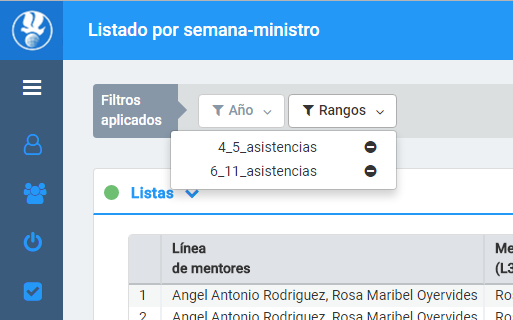 Listado por semana-ministro
Filtros
aplicados
Año
Rangos
4_5_asistencias
6_11_asistencias
Listas
Línea
de mentores
Me
(L3
1 Angel Antonio Rodriguez, Rosa Maribel Oyervides Ro
2 Angel Antonio Rodriguez, Rosa Maribel Oyervides Ro